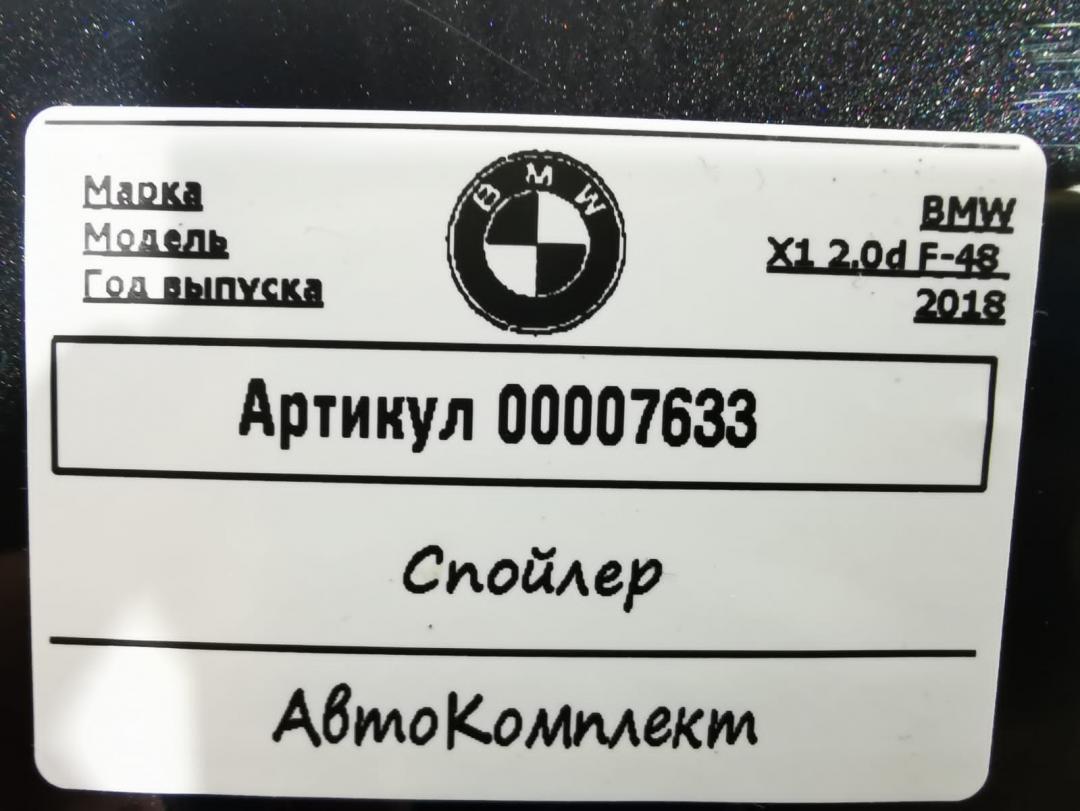 Марка BMW BMW
Модель X1 2.0d F-48
Год выпуска 2018
Артикул 00007633
Спойлер
АвтоКомплект